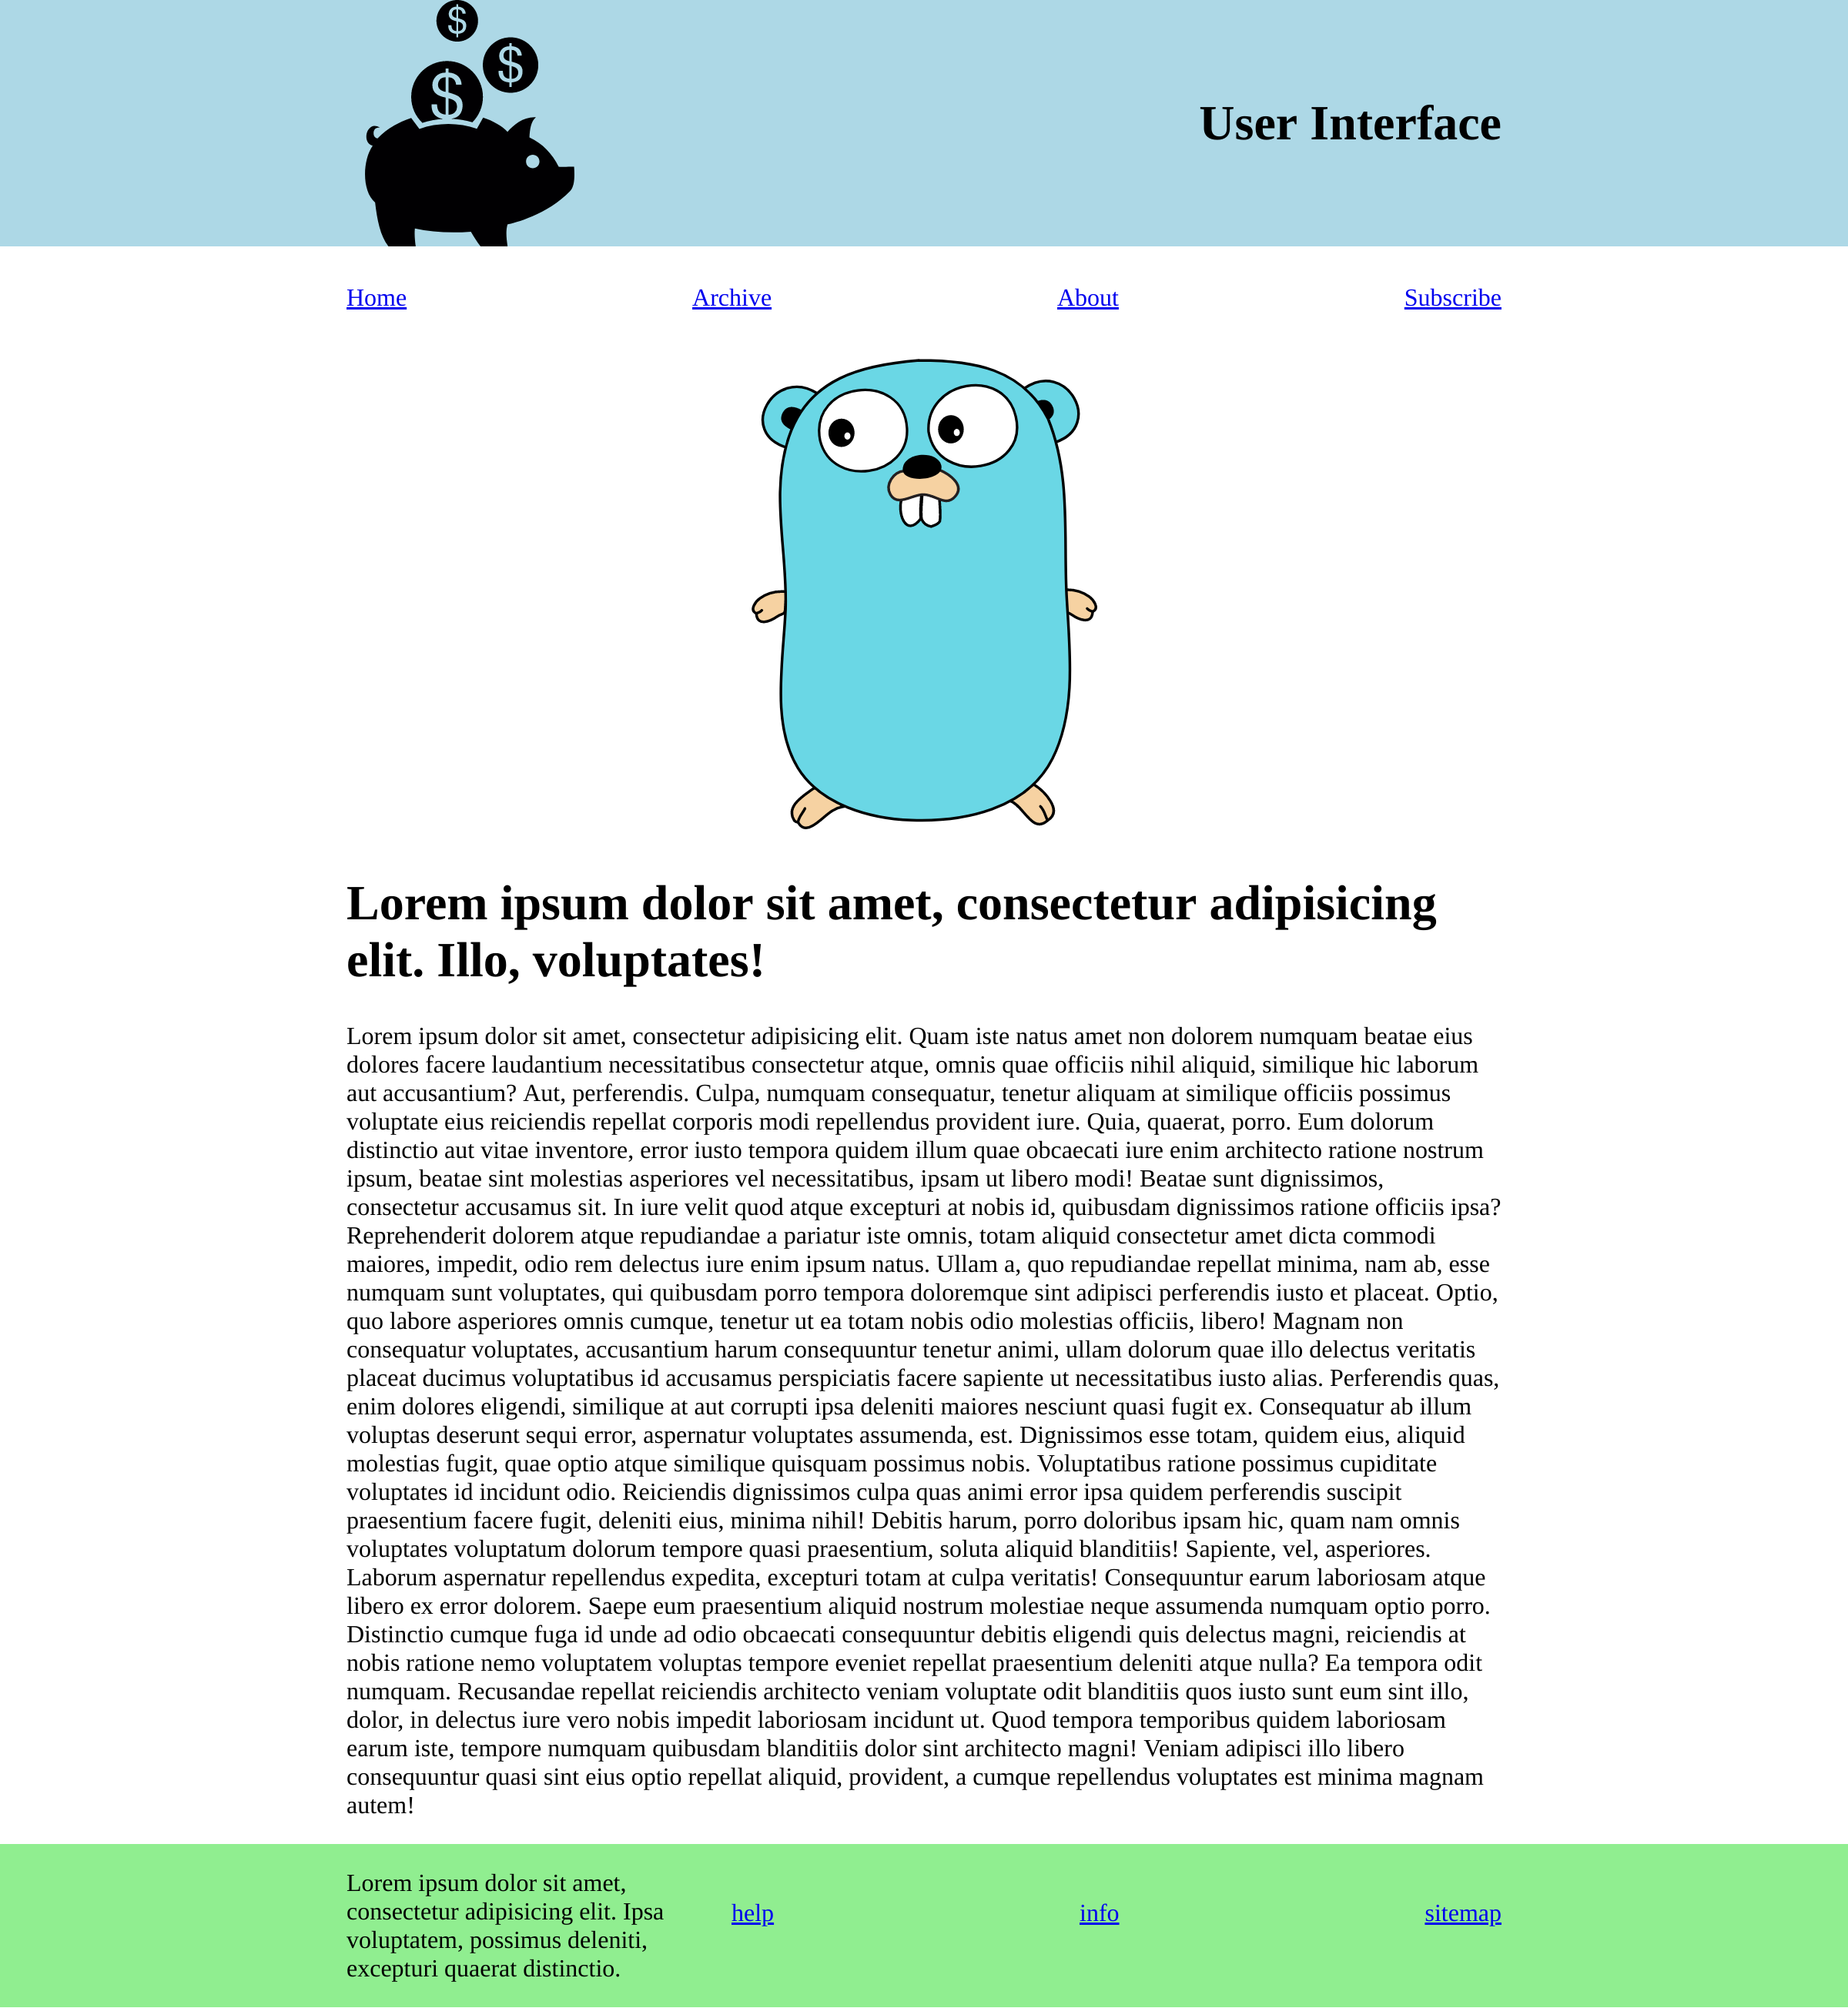 $
$
$
User Interface
Home Archive About Subscribe
Lorem ipsum dolor sit amet, consectetur adipisicing
elit. Illo, voluptates!
Lorem ipsum dolor sit amet, consectetur adipisicing elit. Quam iste natus amet non dolorem numquam beatae eius
dolores facere laudantium necessitatibus consectetur atque, omnis quae officiis nihil aliquid, similique hic laborum
aut accusantium? Aut, perferendis. Culpa, numquam consequatur, tenetur aliquam at similique officiis possimus
voluptate eius reiciendis repellat corporis modi repellendus provident iure. Quia, quaerat, porro. Eum dolorum
distinctio aut vitae inventore, error iusto tempora quidem illum quae obcaecati iure enim architecto ratione nostrum
ipsum, beatae sint molestias asperiores vel necessitatibus, ipsam ut libero modi! Beatae sunt dignissimos,
consectetur accusamus sit. In iure velit quod atque excepturi at nobis id, quibusdam dignissimos ratione officiis ipsa?
Reprehenderit dolorem atque repudiandae a pariatur iste omnis, totam aliquid consectetur amet dicta commodi
maiores, impedit, odio rem delectus iure enim ipsum natus. Ullam a, quo repudiandae repellat minima, nam ab, esse
numquam sunt voluptates, qui quibusdam porro tempora doloremque sint adipisci perferendis iusto et placeat. Optio,
quo labore asperiores omnis cumque, tenetur ut ea totam nobis odio molestias officiis, libero! Magnam non
consequatur voluptates, accusantium harum consequuntur tenetur animi, ullam dolorum quae illo delectus veritatis
placeat ducimus voluptatibus id accusamus perspiciatis facere sapiente ut necessitatibus iusto alias. Perferendis quas,
enim dolores eligendi, similique at aut corrupti ipsa deleniti maiores nesciunt quasi fugit ex. Consequatur ab illum
voluptas deserunt sequi error, aspernatur voluptates assumenda, est. Dignissimos esse totam, quidem eius, aliquid
molestias fugit, quae optio atque similique quisquam possimus nobis. Voluptatibus ratione possimus cupiditate
voluptates id incidunt odio. Reiciendis dignissimos culpa quas animi error ipsa quidem perferendis suscipit
praesentium facere fugit, deleniti eius, minima nihil! Debitis harum, porro doloribus ipsam hic, quam nam omnis
voluptates voluptatum dolorum tempore quasi praesentium, soluta aliquid blanditiis! Sapiente, vel, asperiores.
Laborum aspernatur repellendus expedita, excepturi totam at culpa veritatis! Consequuntur earum laboriosam atque
libero ex error dolorem. Saepe eum praesentium aliquid nostrum molestiae neque assumenda numquam optio porro.
Distinctio cumque fuga id unde ad odio obcaecati consequuntur debitis eligendi quis delectus magni, reiciendis at
nobis ratione nemo voluptatem voluptas tempore eveniet repellat praesentium deleniti atque nulla? Ea tempora odit
numquam. Recusandae repellat reiciendis architecto veniam voluptate odit blanditiis quos iusto sunt eum sint illo,
dolor, in delectus iure vero nobis impedit laboriosam incidunt ut. Quod tempora temporibus quidem laboriosam
earum iste, tempore numquam quibusdam blanditiis dolor sint architecto magni! Veniam adipisci illo libero
consequuntur quasi sint eius optio repellat aliquid, provident, a cumque repellendus voluptates est minima magnam
autem!
Lorem ipsum dolor sit amet,
consectetur adipisicing elit. Ipsa
voluptatem, possimus deleniti,
excepturi quaerat distinctio.
help info sitemap